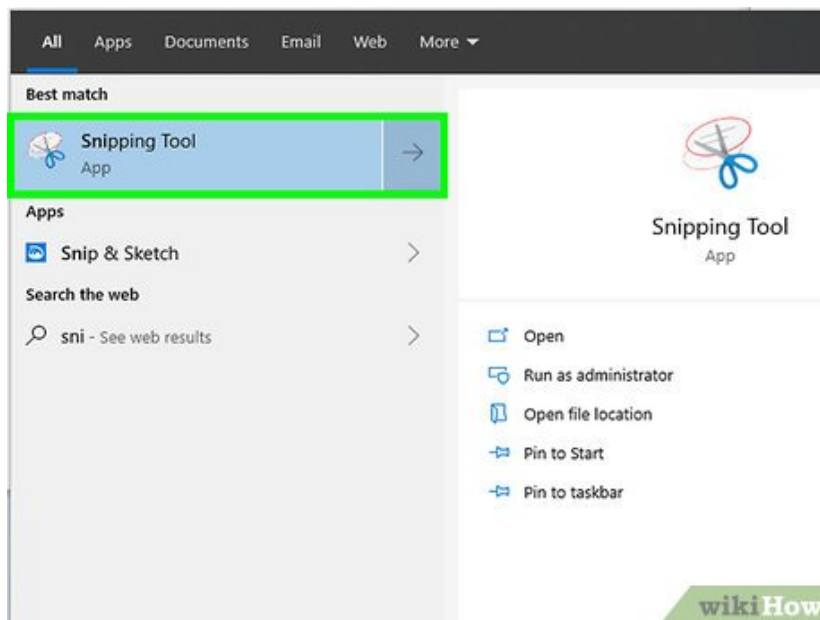 All Apps Documents Email Web More
Best match
Snipping Tool
App
Apps
Snip & Sketch
Search the web
sni - See web results
Snipping Tool
App
Open
Run as administrator
Open file location
Pin to Start
Pin to taskbar
wikiHow